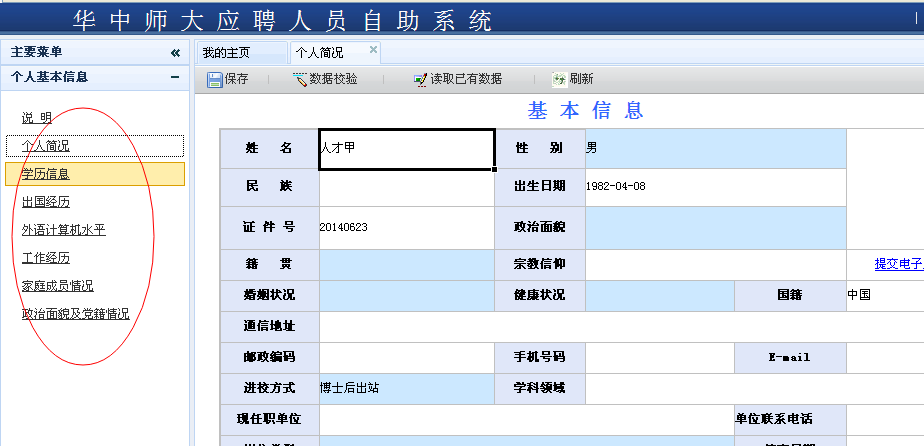 华中师大应聘人员自助系统
主要菜单 «
个人基本信息 −
说 明
个人简况
学历信息
出国经历
外语计算机水平
工作经历
家庭成员情况
政治面貌及党籍情况
我的主页 个人简况 ×
保存 数据校验 读取已有数据 刷新
基 本 信 息
姓 名 人才甲 性 别 男
民 族 出生日期 1982-04-08
证 件 号 20140623 政治面貌
籍 贯 宗教信仰 提交电子
婚姻状况 健康状况 国籍 中国
通信地址
邮政编码 手机号码 E-mail
进校方式 博士后出站 学科领域
现任职单位 单位联系电话